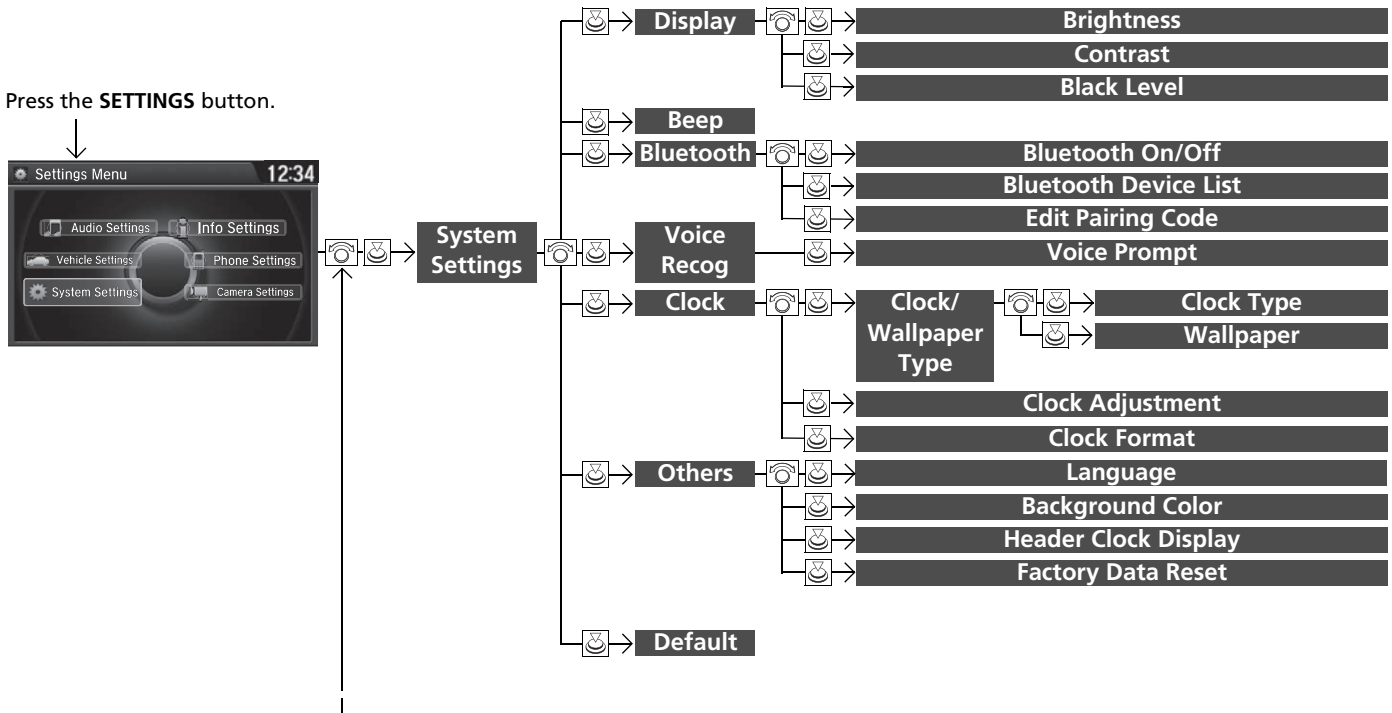 Press the SETTINGS button.
Settings Menu
12:34
Audio Settings
Info Settings
Vehicle Settings
Phone Settings
System Settings
Camera Settings
System
Settings
Display
Brightness
Contrast
Black Level
Beep
Bluetooth
Bluetooth On/Off
Bluetooth Device List
Edit Pairing Code
Voice
Recog
Voice Prompt
Clock
Clock/
Wallpaper
Type
Clock Type
Wallpaper
Clock Adjustment
Clock Format
Others
Language
Background Color
Header Clock Display
Factory Data Reset
Default